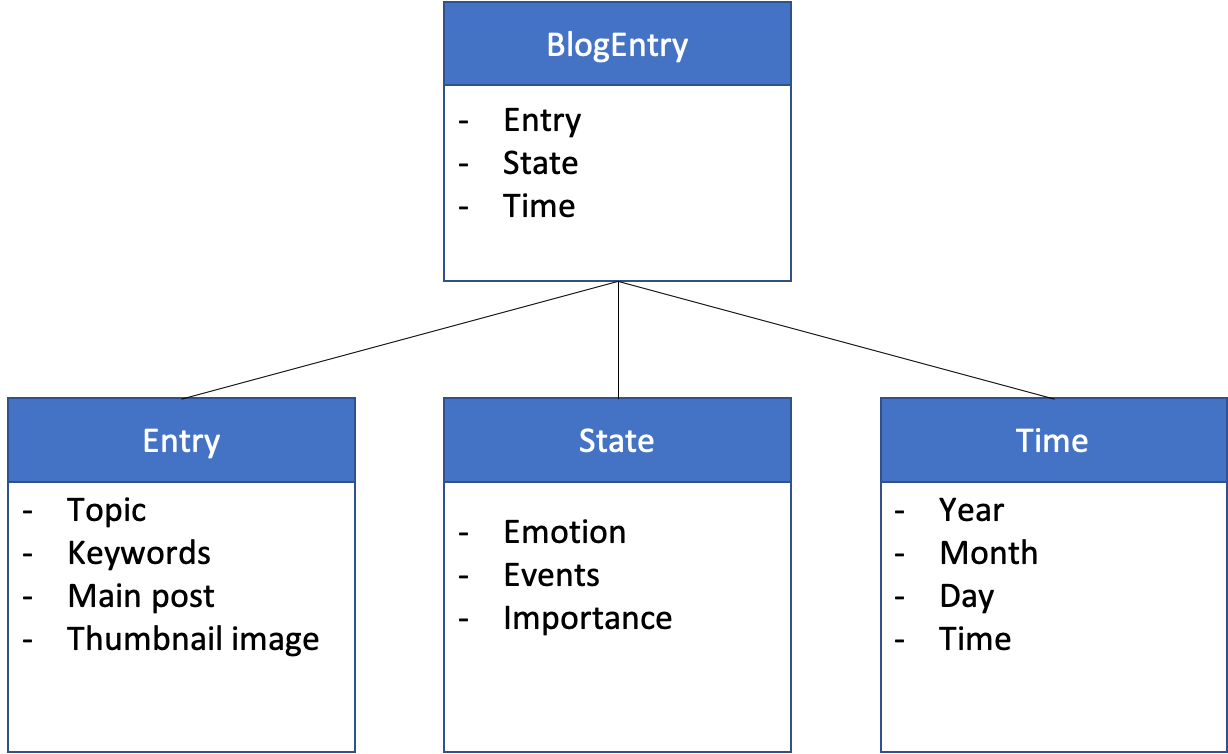 BlogEntry
- Entry
- State
- Time
Entry
- Topic
- Keywords
- Main post
- Thumbnail image
State
- Emotion
- Events
- Importance
Time
- Year
- Month
- Day
- Time